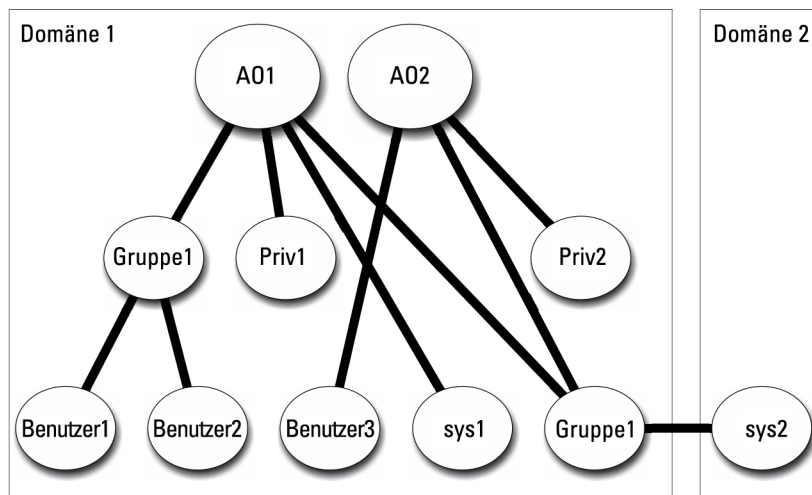 Domäne 1
Domäne 2
AO1
AO2
Gruppe1
Priv1
Priv2
Benutzer1
Benutzer2
Benutzer3
sys1
Gruppe1
sys2